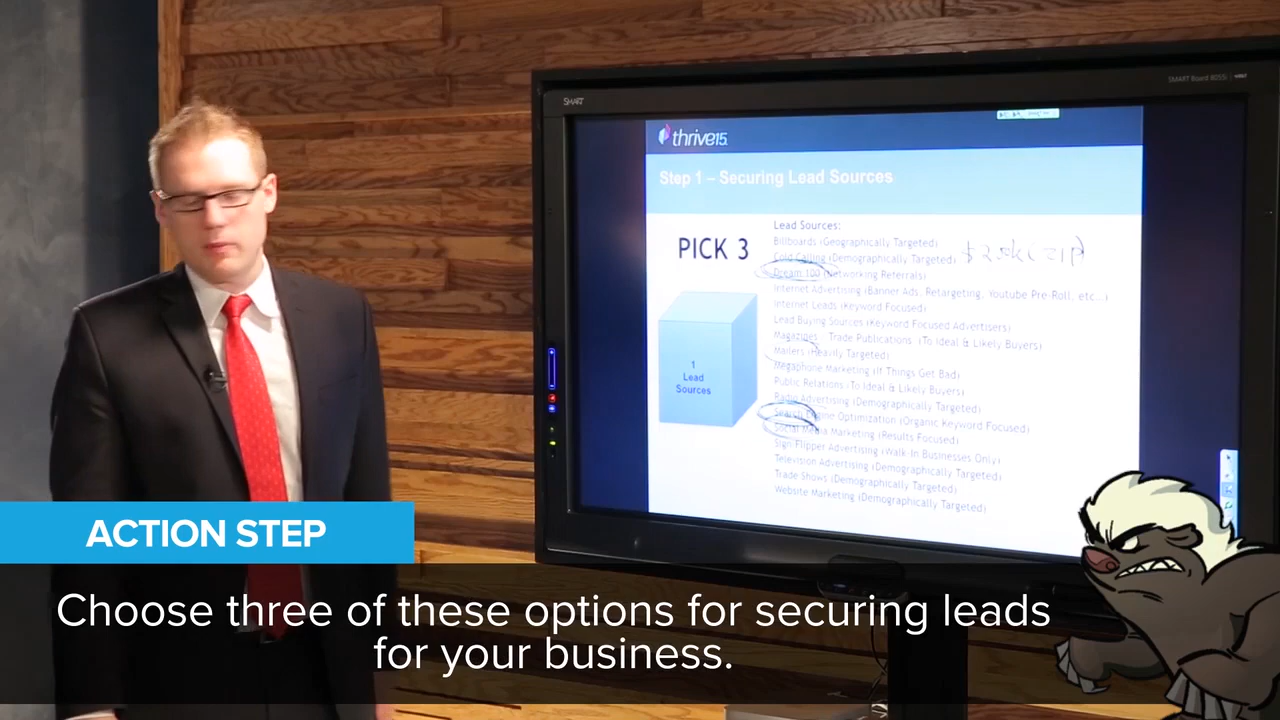 SMART Board 8055i
SMART
thrive15
Step 1 – Securing Lead Sources
PICK 3
Lead Sources:
Billboards (Geographically Targeted)
Cold Calling (Demographically Targeted)
Dream 100 (Networking Referrals)
Internet Advertising (Banner Ads, Retargeting, Youtube Pre-Roll, etc...)
Internet Leads (Keyword Focused)
Lead Buying Sources (Keyword Focused Advertisers)
Magazines - Trade Publications (To Ideal & Likely Buyers)
Mailers (Heavily Targeted)
Megaphone Marketing (If Things Get Bad)
Public Relations (To Ideal & Likely Buyers)
Radio Advertising (Demographically Targeted)
Search Engine Optimization (Organic Keyword Focused)
Social Media Marketing (Results Focused)
Sign Flipper Advertising (Walk-In Businesses Only)
Television Advertising (Demographically Targeted)
Trade Shows (Demographically Targeted)
Website Marketing (Demographically Targeted)
1
Lead
Sources
ACTION STEP
Choose three of these options for securing leads
for your business.